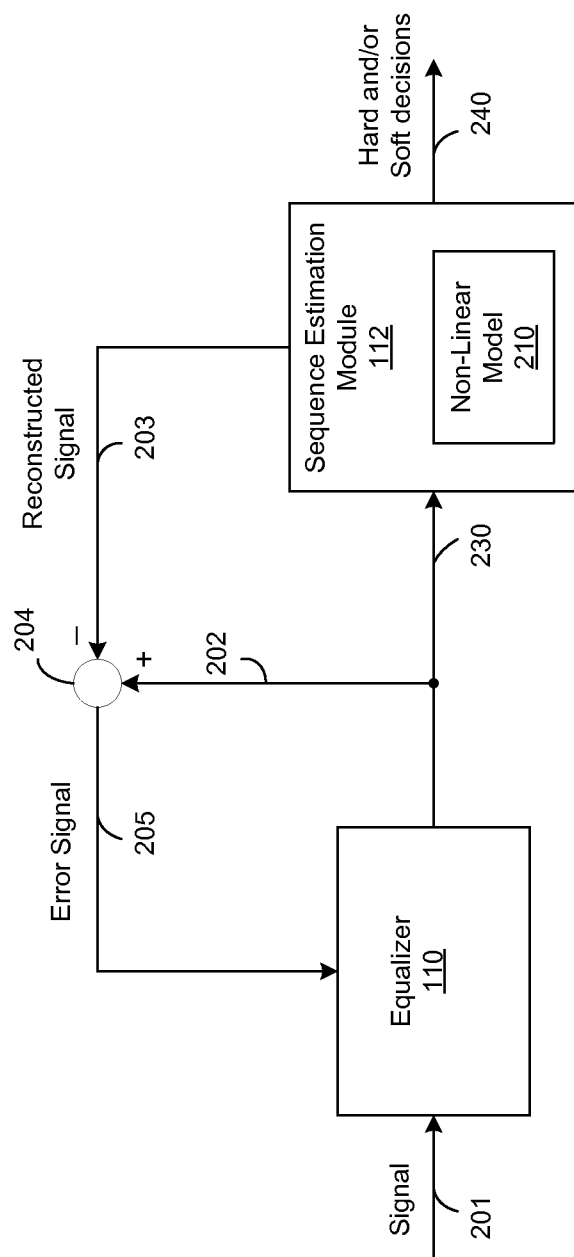 Signal
201
Equalizer
110
Error Signal
205
204
–
+
202
Reconstructed
Signal
203
230
Sequence Estimation
Module
112
Non-Linear
Model
210
Hard and/or
Soft decisions
240